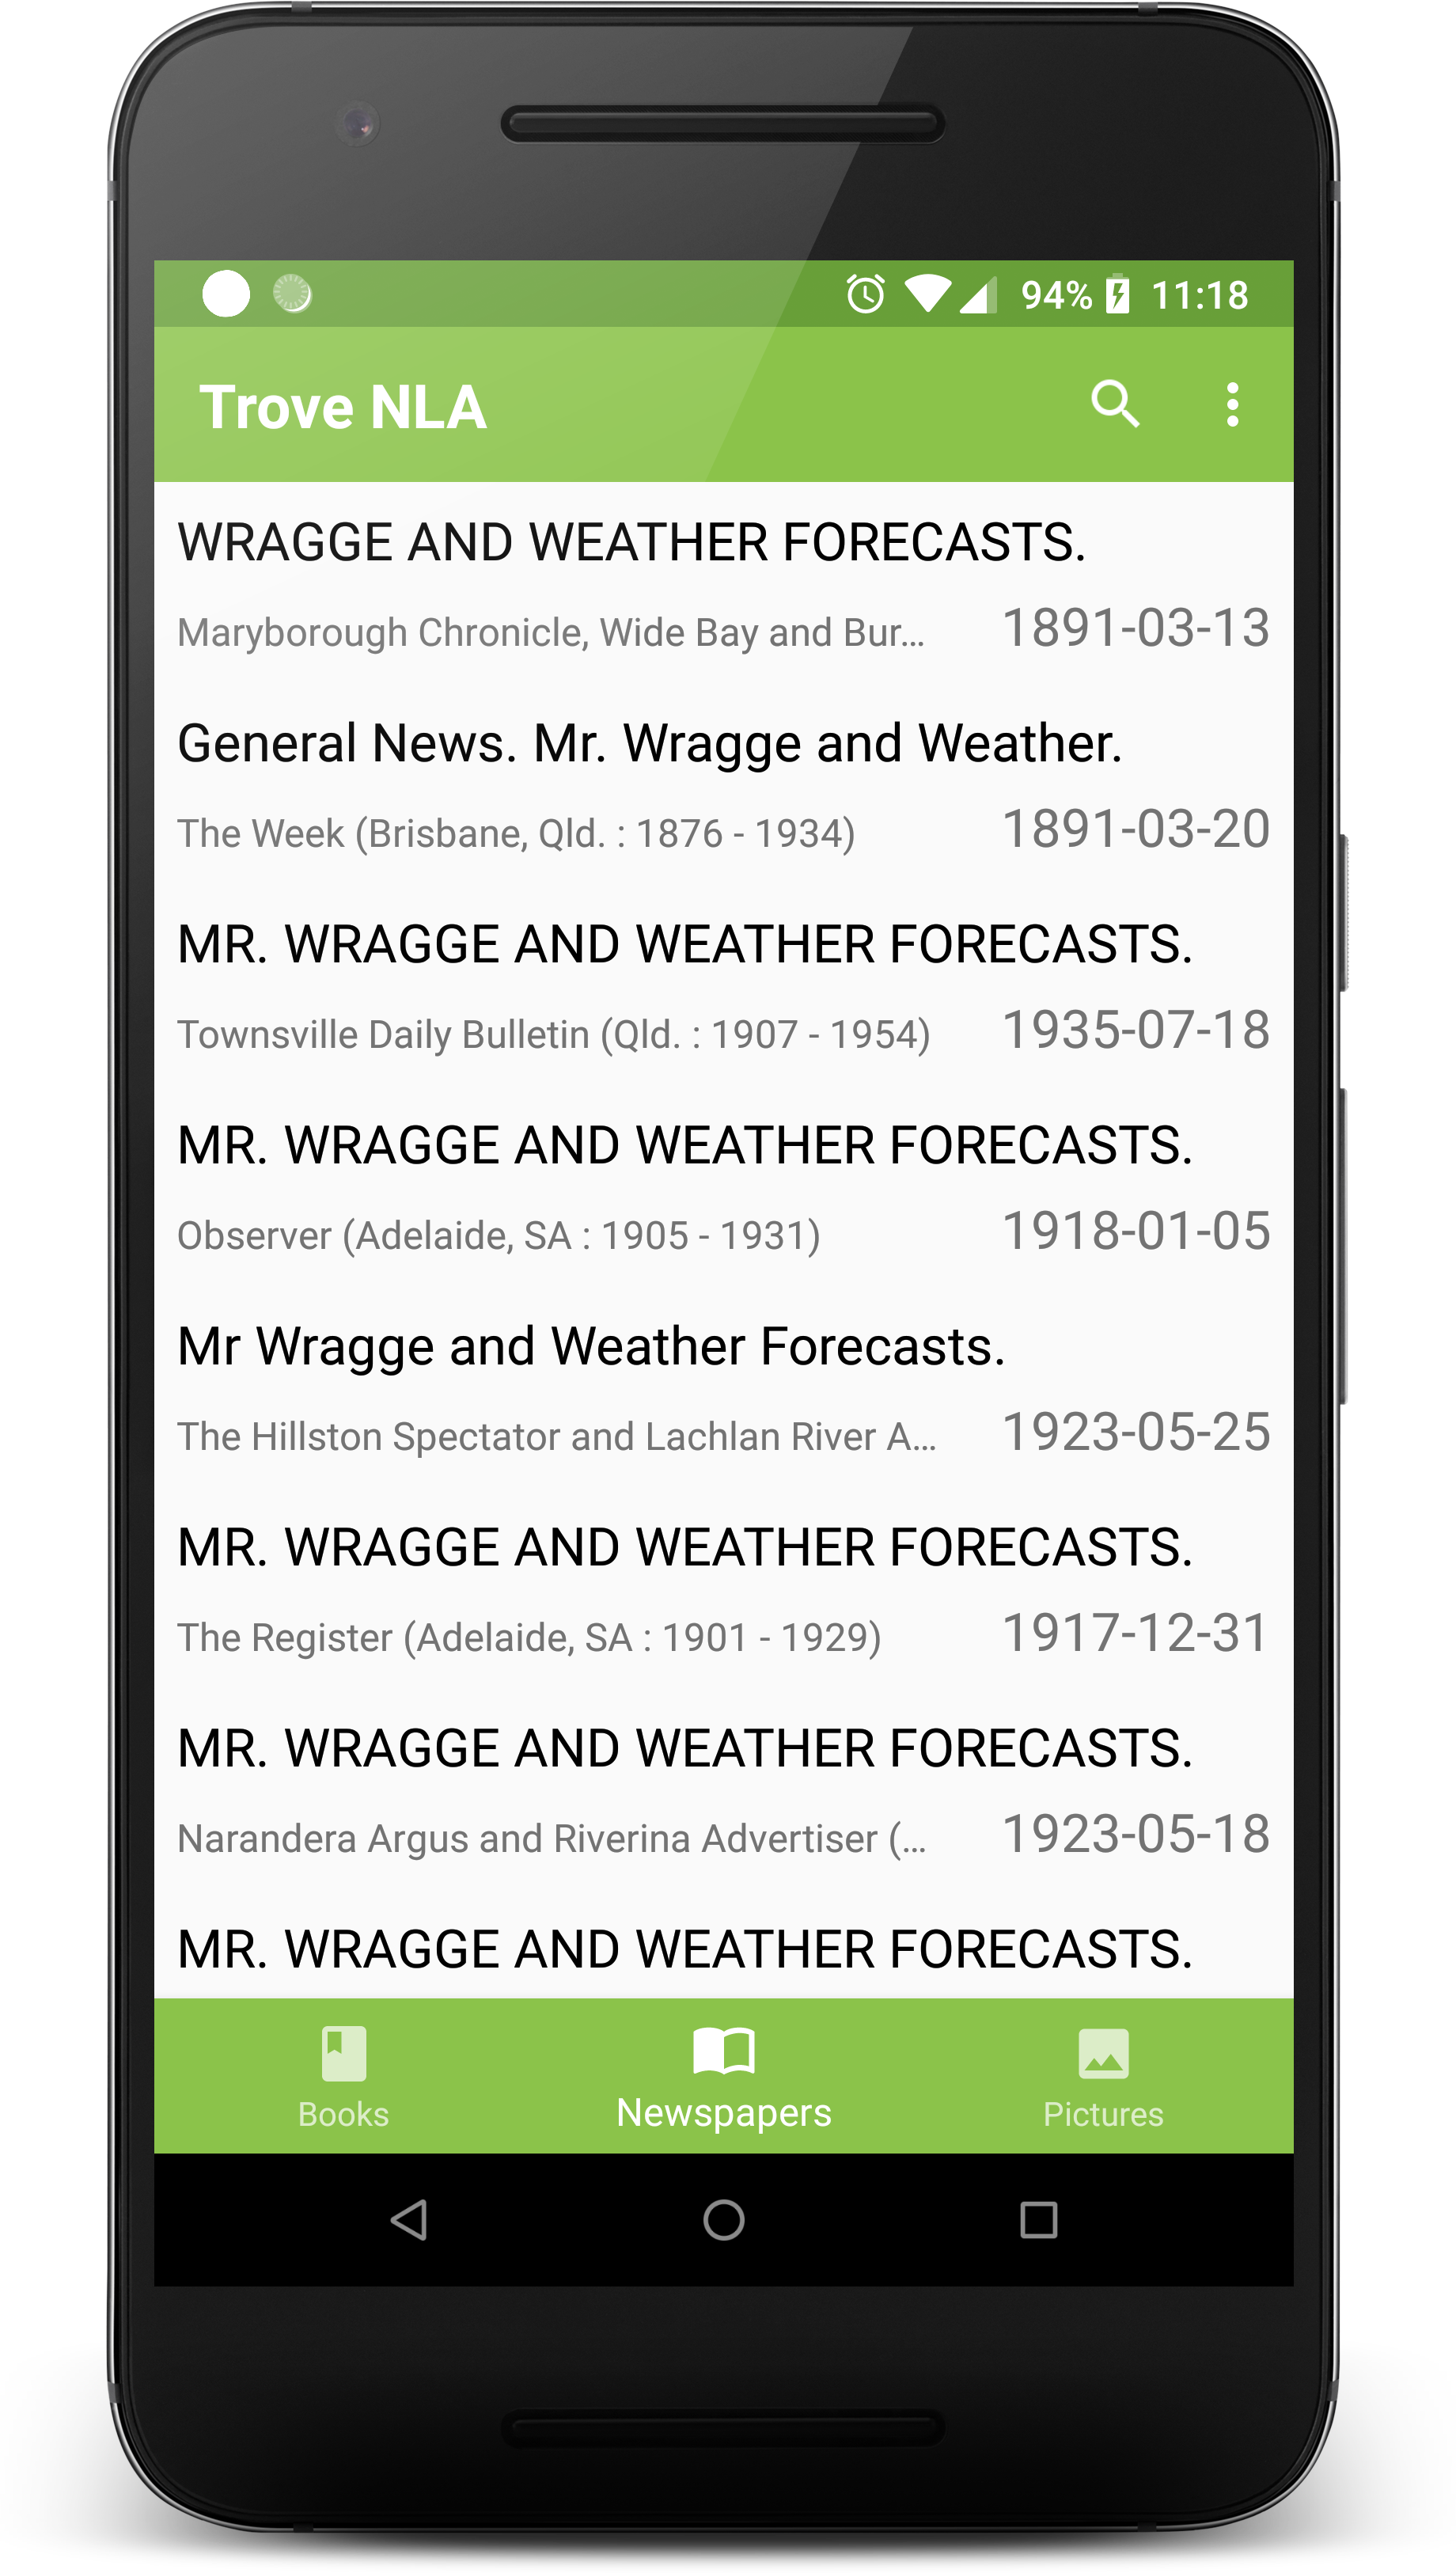 94% 11:18
Trove NLA
WRAGGE AND WEATHER FORECASTS.
Maryborough Chronicle, Wide Bay and Bur... 1891-03-13
General News. Mr. Wragge and Weather.
The Week (Brisbane, Qld. : 1876 - 1934) 1891-03-20
MR. WRAGGE AND WEATHER FORECASTS.
Townsville Daily Bulletin (Qld. : 1907 - 1954) 1935-07-18
MR. WRAGGE AND WEATHER FORECASTS.
Observer (Adelaide, SA : 1905 - 1931) 1918-01-05
Mr Wragge and Weather Forecasts.
The Hillston Spectator and Lachlan River A... 1923-05-25
MR. WRAGGE AND WEATHER FORECASTS.
The Register (Adelaide, SA : 1901 - 1929) 1917-12-31
MR. WRAGGE AND WEATHER FORECASTS.
Narandera Argus and Riverina Advertiser (... 1923-05-18
MR. WRAGGE AND WEATHER FORECASTS.
Books Newspapers Pictures